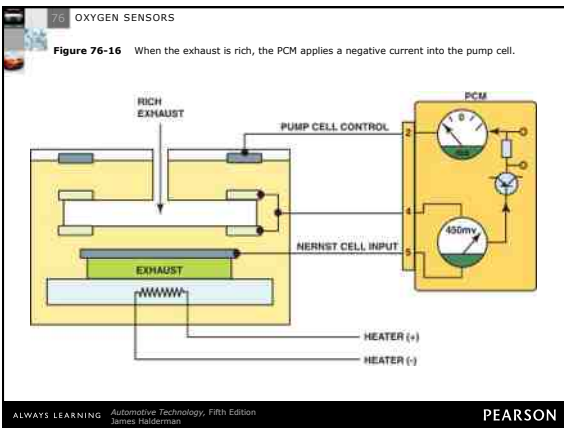 76 OXYGEN SENSORS
Figure 76-16 When the exhaust is rich, the PCM applies a negative current into the pump cell.
RICH
EXHAUST
PCM
PUMP CELL CONTROL
2
0
4
450mv
NERNST CELL INPUT
5
EXHAUST
HEATER (+)
HEATER (-)
ALWAYS LEARNING
Automotive Technology, Fifth Edition
James Halderman
PEARSON